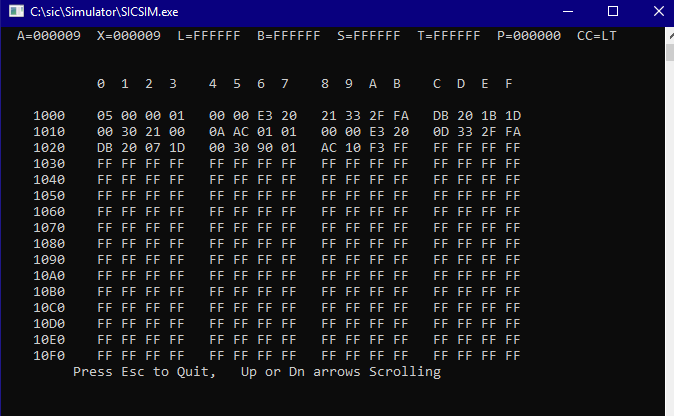 C:\sic\Simulator\SICSIM.exe
A=000009 X=000009 L=FFFFFF B=FFFFFF S=FFFFFF T=FFFFFF P=000000 CC=LT
0 1 2 3 4 5 6 7 8 9 A B C D E F
1000 05 00 00 01 00 00 E3 20 21 33 2F FA DB 20 1B 1D
1010 00 30 21 00 0A AC 01 01 00 00 E3 20 0D 33 2F FA
1020 DB 20 07 1D 00 30 90 01 AC 10 F3 FF FF FF FF FF
1030 FF FF FF FF FF FF FF FF FF FF FF FF FF FF FF FF
1040 FF FF FF FF FF FF FF FF FF FF FF FF FF FF FF FF
1050 FF FF FF FF FF FF FF FF FF FF FF FF FF FF FF FF
1060 FF FF FF FF FF FF FF FF FF FF FF FF FF FF FF FF
1070 FF FF FF FF FF FF FF FF FF FF FF FF FF FF FF FF
1080 FF FF FF FF FF FF FF FF FF FF FF FF FF FF FF FF
1090 FF FF FF FF FF FF FF FF FF FF FF FF FF FF FF FF
10A0 FF FF FF FF FF FF FF FF FF FF FF FF FF FF FF FF
10B0 FF FF FF FF FF FF FF FF FF FF FF FF FF FF FF FF
10C0 FF FF FF FF FF FF FF FF FF FF FF FF FF FF FF FF
10D0 FF FF FF FF FF FF FF FF FF FF FF FF FF FF FF FF
10E0 FF FF FF FF FF FF FF FF FF FF FF FF FF FF FF FF
10F0 FF FF FF FF FF FF FF FF FF FF FF FF FF FF FF FF
Press Esc to Quit, Up or Dn arrows Scrolling